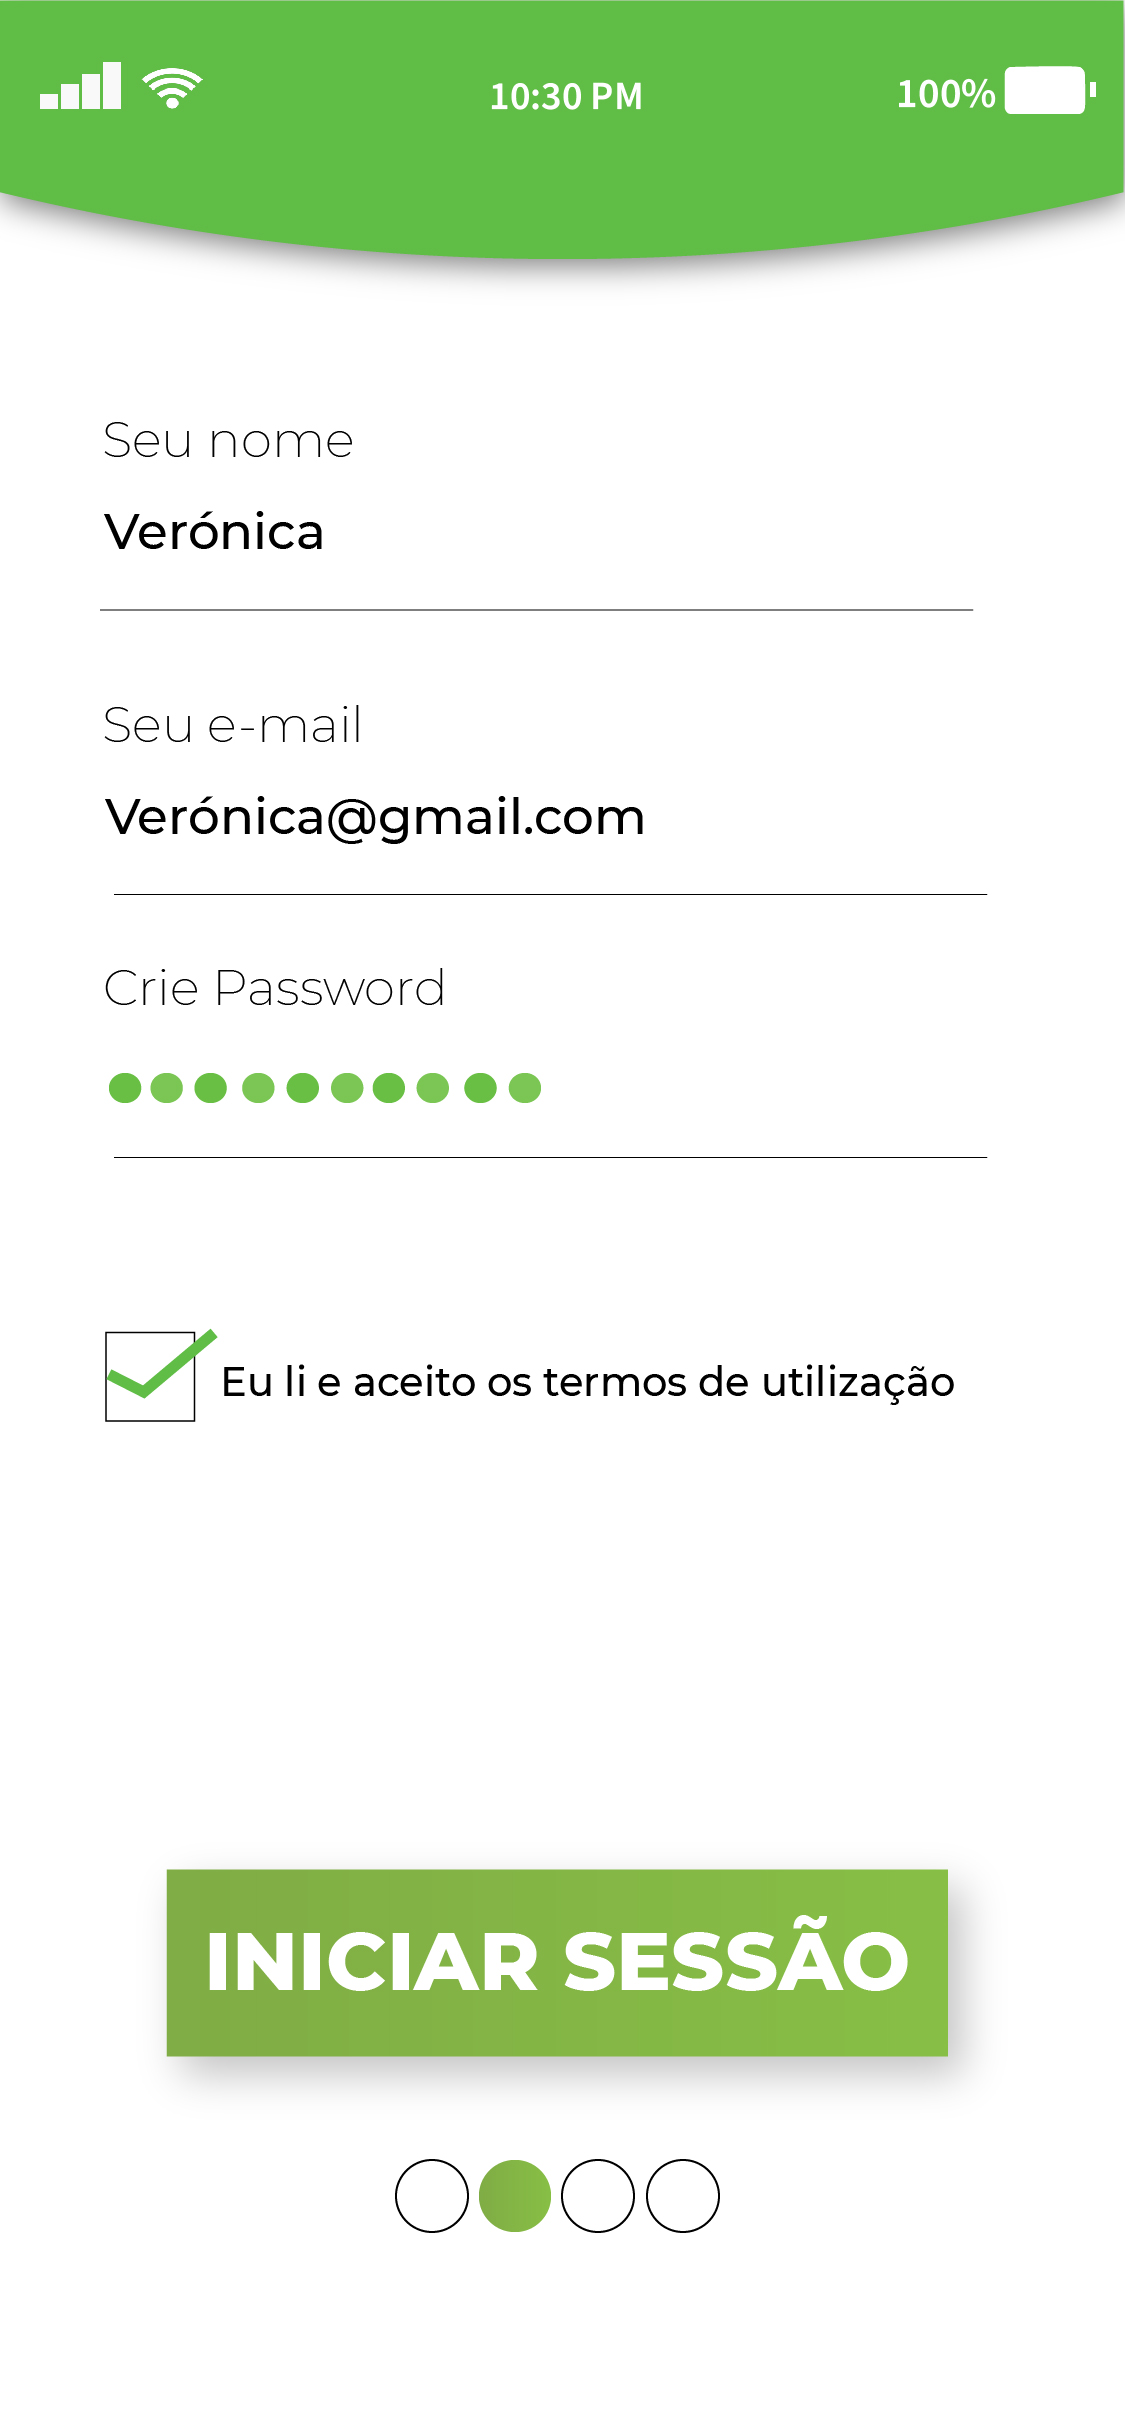 10:30 PM
100%
Seu nome
Verónica
Seu e-mail
Verónica@gmail.com
Crie Password
Eu li e aceito os termos de utilização
INICIAR SESSÃO